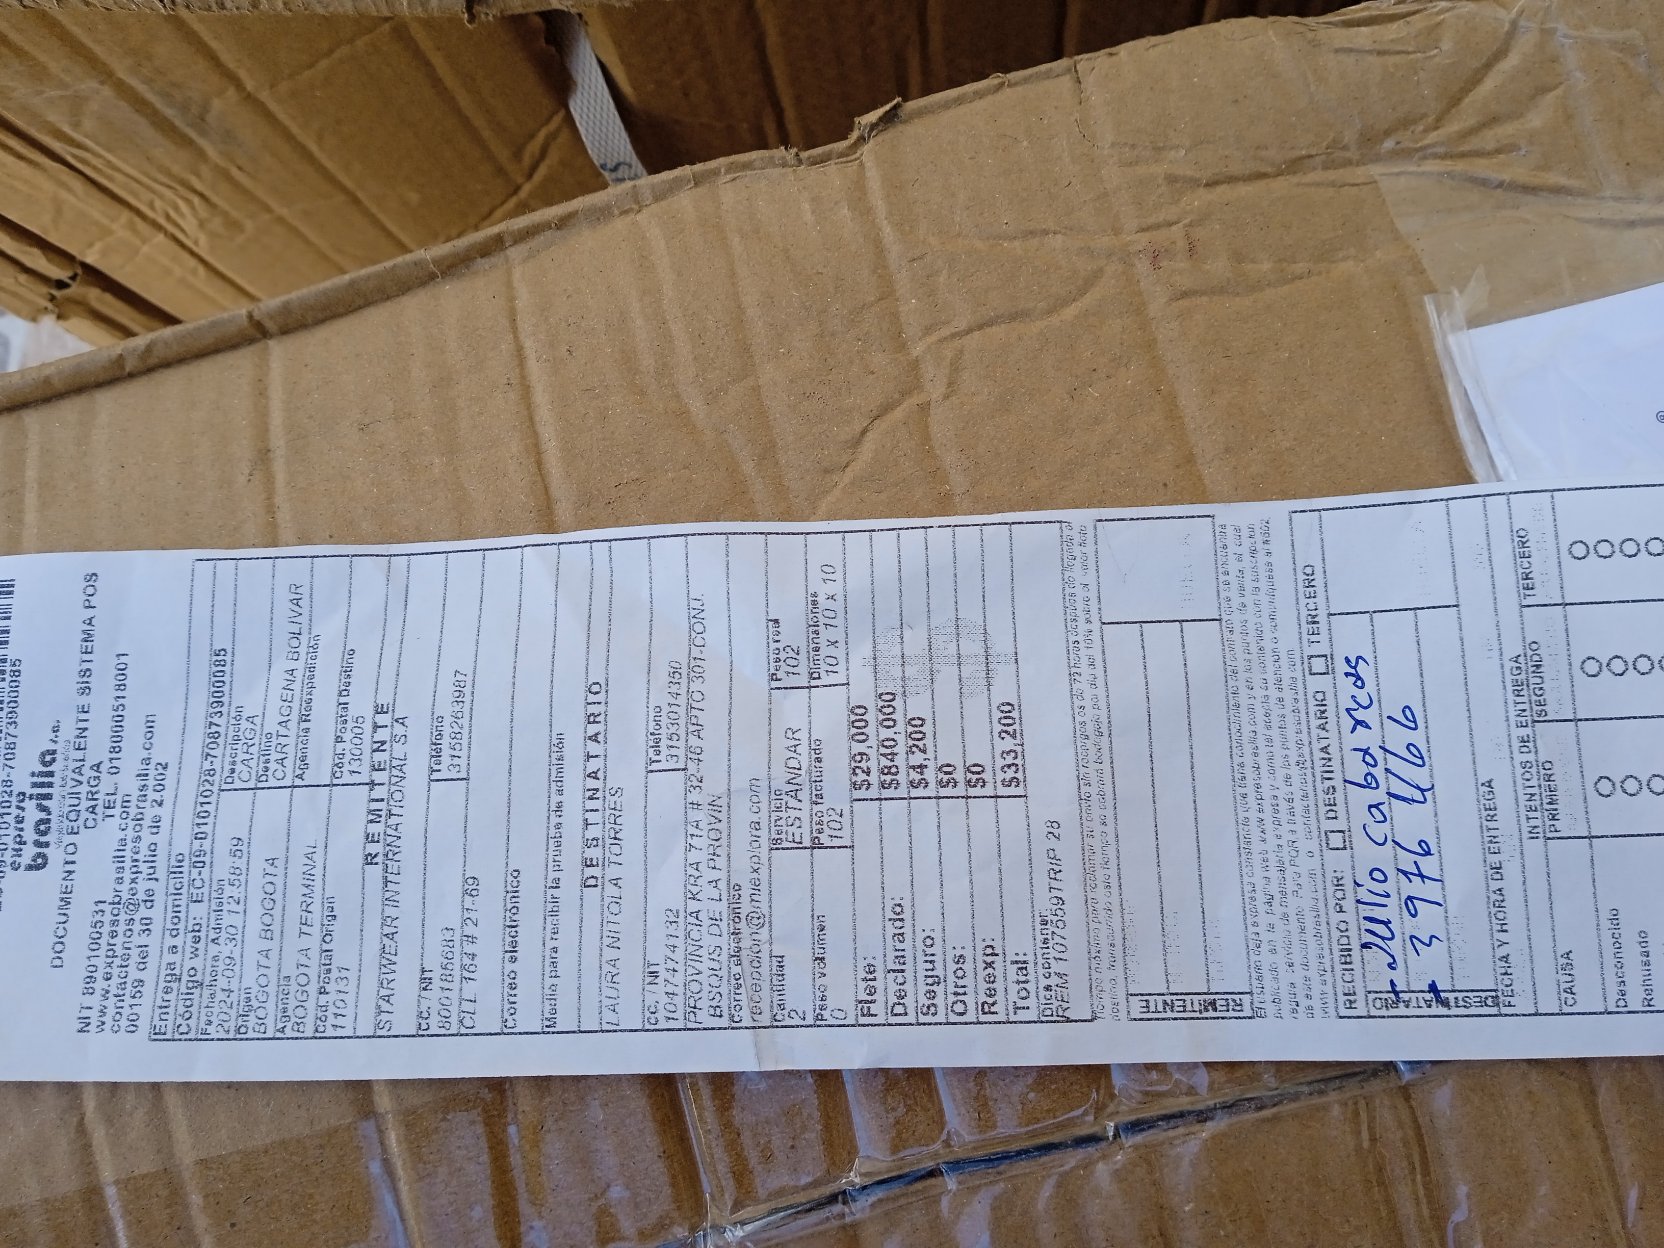 expreso
brasilia s.a.
DOCUMENTO EQUIVALENTE SISTEMA POS
CARGA
NIT 890100531 TEL. 018000518001
www.expresobrasilia.com
contactenos@expresobrasilia.com
00159 del 30 de julio de 2.002
Entrega a domicilio
Código web: EC-09-0101028-7087390085
Fecha/hora, Admisión Descripción
2024-09-30 12:58:59 CARGA
Origen Destino
BOGOTA BOGOTA CARTAGENA BOLIVAR
Agencia Agencia Reexpedición
BOGOTA TERMINAL
Cód. Postal Origen Cód. Postal Destino
110131 130005
REMITENTE
STARWEAR INTERNATIONAL S.A
CC. / NIT Teléfono
800185683 3158263987
CLL 164 # 21-69
Correo electrónico
Medio para recibir la prueba de admisión
DESTINATARIO
LAURA NITOLA TORRES
CC. / NIT Teléfono
1047474132 3153014350
PROVINCIA KRA 71A # 32-46 APTO 301-CONJ.
BSQUS DE LA PROVIN
Correo electrónico
recepcion@mexplora.com
Cantidad Servicio Peso real
2 ESTANDAR 102
Peso volumen Peso facturado Dimensiones
0 102 10 x 10 x 10
Flete: $29,000
Declarado: $840,000
Seguro: $4,200
Otros: $0
Reexp: $0
Total: $33,200
Dice contener:
REM 107559TRIP 28
REMITENTE
RECIBIDO POR: DESTINATARIO TERCERO
Julio cabarcas
3 976 466
FECHA Y HORA DE ENTREGA
INTENTOS DE ENTREGA
CAUSA PRIMERO SEGUNDO TERCERO
Desconocido
Rehusado